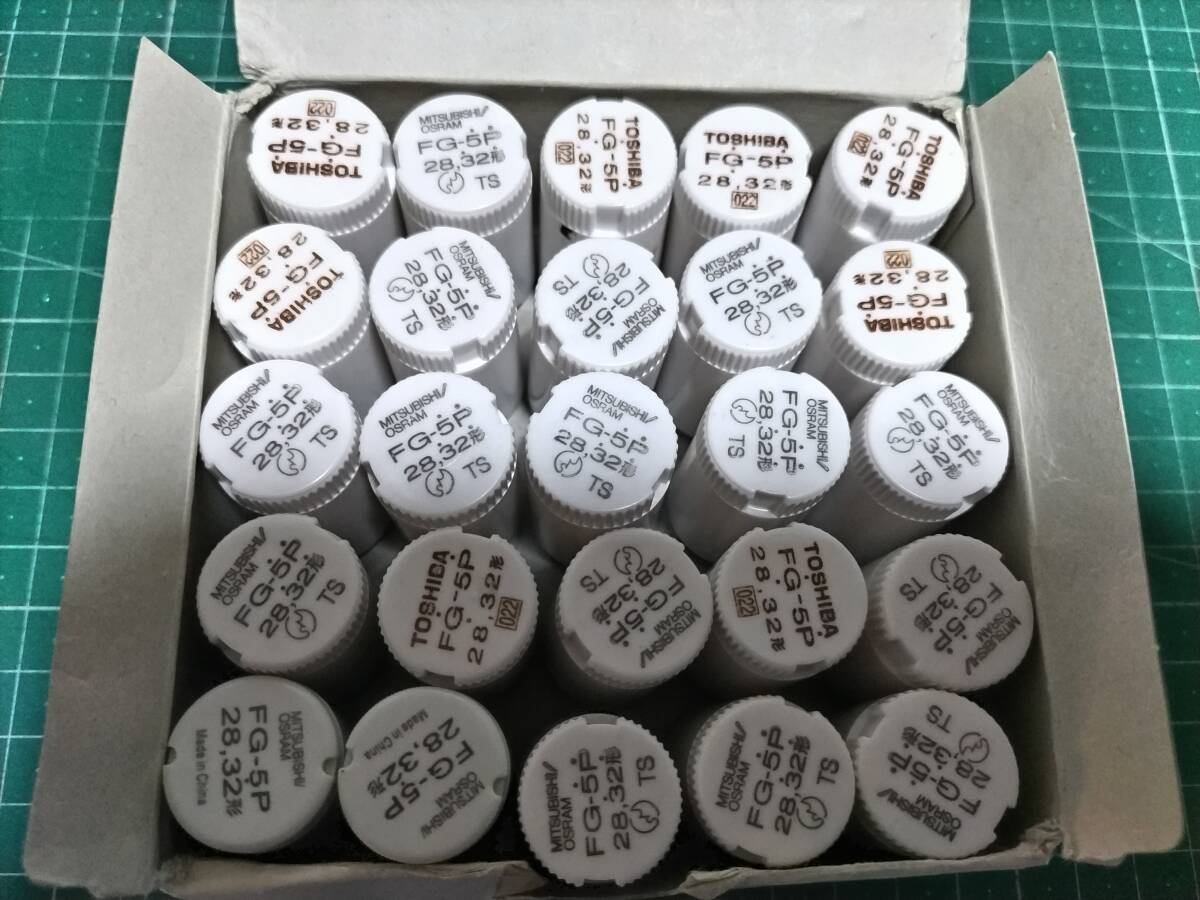 022
28,32形
FG-5P
TOSHIBA
MITSUBISHI/
OSRAM
FG-5P
28,32形
TS
TOSHIBA
FG-5P
28,32形
022
TOSHIBA
FG-5P
28,32形
022
TOSHIBA
FG-5P
28,32形
022
022
28,32形
FG-5P
TOSHIBA
MITSUBISHI/
OSRAM
FG-5P
28,32形
TS
MITSUBISHI/
OSRAM
FG-5P
28,32形
TS
MITSUBISHI/
OSRAM
FG-5P
28,32形
TS
022
28,32形
FG-5P
TOSHIBA
MITSUBISHI/
OSRAM
FG-5P
28,32形
TS
MITSUBISHI/
OSRAM
FG-5P
28,32形
TS
MITSUBISHI/
OSRAM
FG-5P
28,32形
TS
MITSUBISHI/
OSRAM
FG-5P
28,32形
TS
MITSUBISHI/
OSRAM
FG-5P
28,32形
TS
MITSUBISHI/
OSRAM
FG-5P
28,32形
TS
TOSHIBA
FG-5P
28,32形
022
MITSUBISHI/
OSRAM
FG-5P
28,32形
TS
TOSHIBA
FG-5P
28,32形
022
MITSUBISHI/
OSRAM
FG-5P
28,32形
TS
MITSUBISHI/
OSRAM
FG-5P
28,32形
Made in China
MITSUBISHI/
OSRAM
FG-5P
28,32形
Made in China
MITSUBISHI/
OSRAM
FG-5P
28,32形
TS
MITSUBISHI/
OSRAM
FG-5P
28,32形
TS
MITSUBISHI/
OSRAM
FG-5P
28,32形
TS